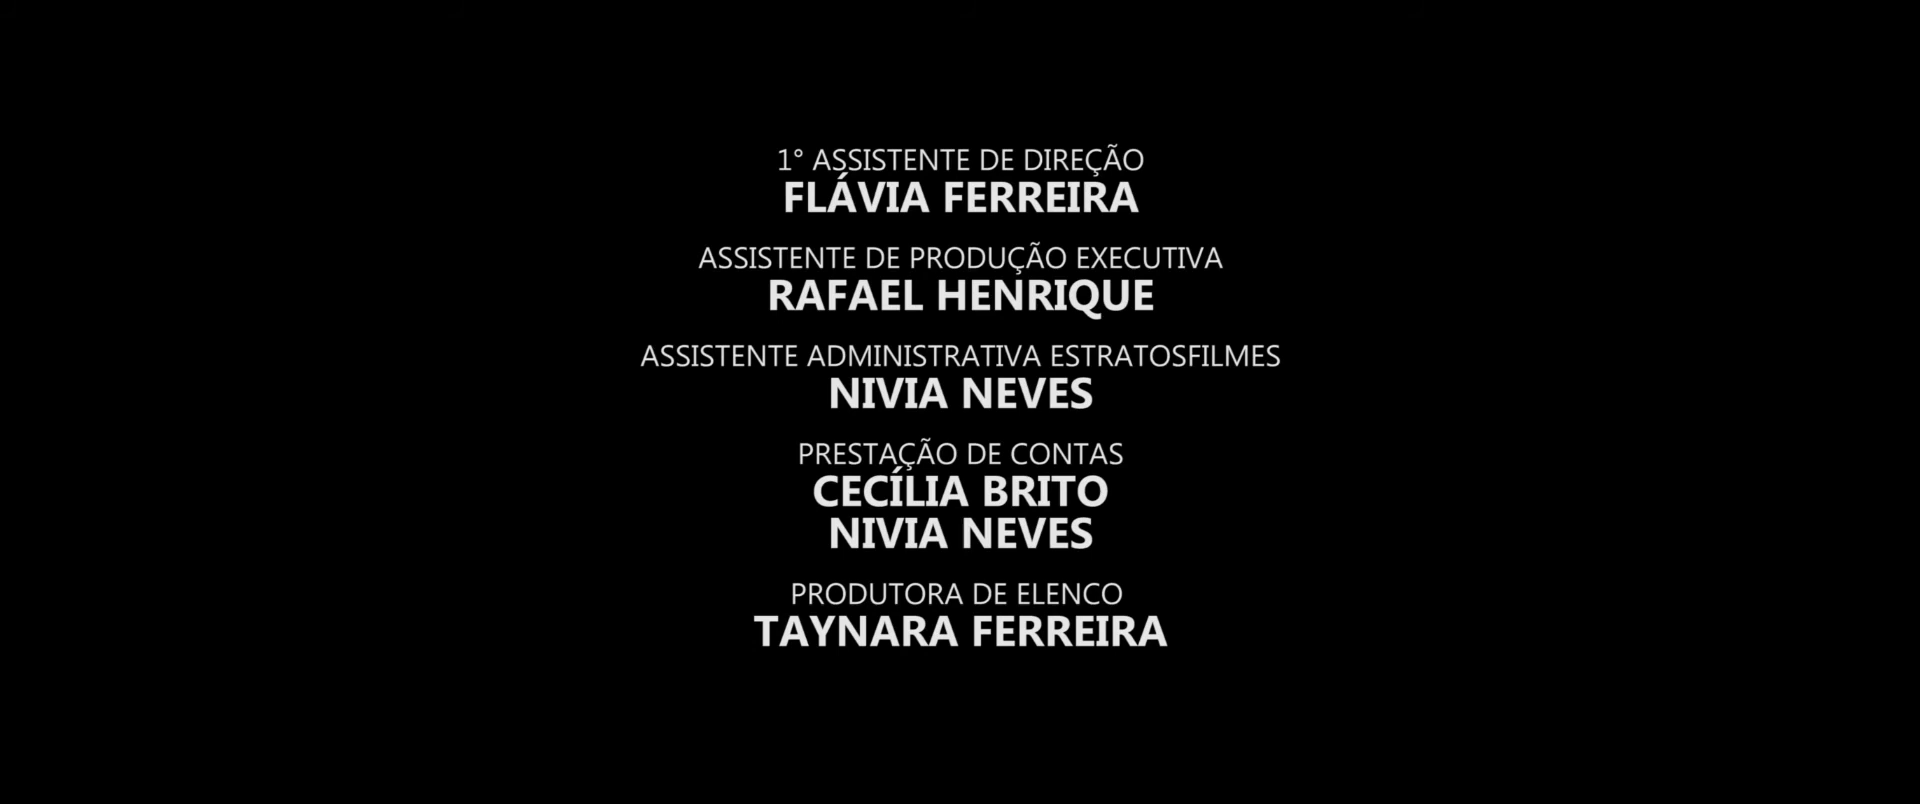 1° ASSISTENTE DE DIREÇÃO
FLÁVIA FERREIRA
ASSISTENTE DE PRODUÇÃO EXECUTIVA
RAFAEL HENRIQUE
ASSISTENTE ADMINISTRATIVA ESTRATOSFILMES
NIVIA NEVES
PRESTAÇÃO DE CONTAS
CECÍLIA BRITO
NIVIA NEVES
PRODUTORA DE ELENCO
TAYNARA FERREIRA